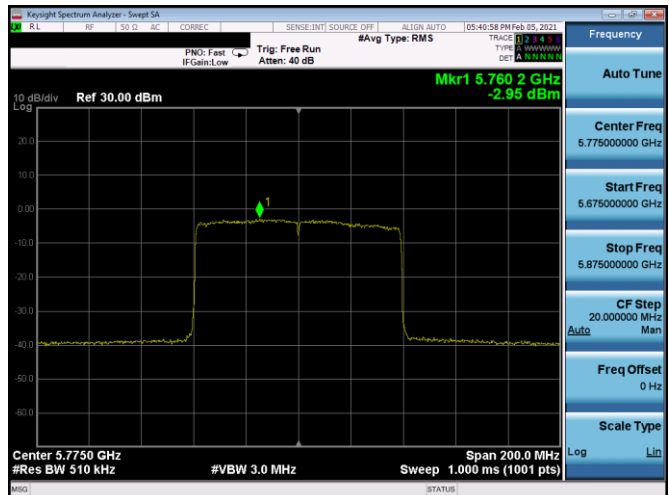 Keysight Spectrum Analyzer - Swept SA
RL RF 50 Ω AC CORREC SENSE:INT SOURCE OFF ALIGN AUTO 05:40:58 PM Feb 05, 2021
#Avg Type: RMS
TRACE 1 2 3 4 5 6
PNO: Fast Trig: Free Run
TYPE A WWWWW
IFGain:Low Atten: 40 dB
DET A NNNNN
Mkr1 5.760 2 GHz
-2.95 dBm
10 dB/div Ref 30.00 dBm
Log
20.0
10.0
0.00
1
-10.0
-20.0
-30.0
-40.0
-50.0
-60.0
Center 5.7750 GHz Span 200.0 MHz
#Res BW 510 kHz #VBW 3.0 MHz Sweep 1.000 ms (1001 pts)
MSG STATUS
Frequency
Auto Tune
Center Freq
5.775000000 GHz
Start Freq
5.675000000 GHz
Stop Freq
5.875000000 GHz
CF Step
20.000000 MHz
Auto Man
Freq Offset
0 Hz
Scale Type
Log Lin